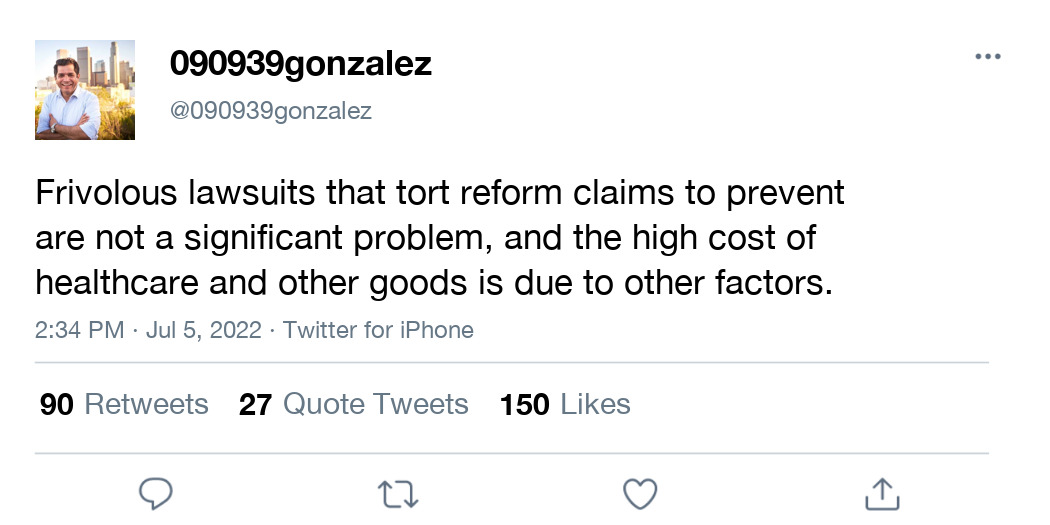 090939gonzalez
@090939gonzalez
Frivolous lawsuits that tort reform claims to prevent
are not a significant problem, and the high cost of
healthcare and other goods is due to other factors.
2:34 PM · Jul 5, 2022 · Twitter for iPhone
90 Retweets 27 Quote Tweets 150 Likes